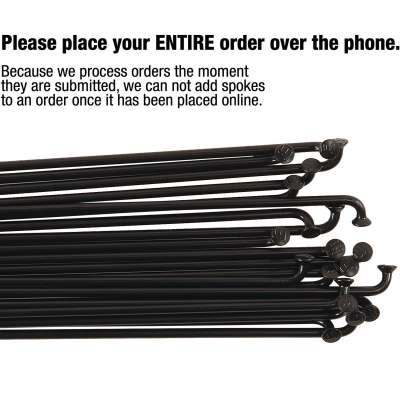 Please place your ENTIRE order over the phone.
Because we process orders the moment
they are submitted, we can not add spokes
to an order once it has been placed online.